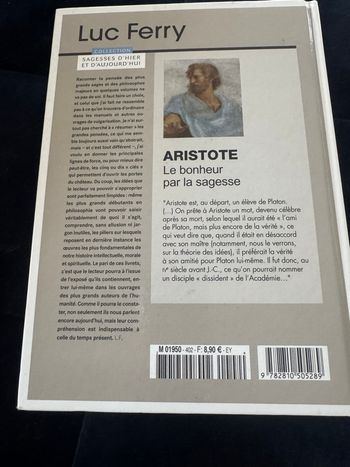 Luc Ferry
COLLECTION
SAGESSES D'HIER
ET D'AUJOURD'HUI
Raconter la pensée des plus
grands sages et des philosophes
majeurs en quelques volumes ne
va pas de soi. Il faut faire un choix,
et celui que j'ai fait ne ressemble
pas à ce qu'on trouve d'ordinaire
dans les manuels et autres ou-
vrages de vulgarisation. Je n'ai sur-
tout pas cherché à « résumer » les
grandes pensées, ce qui me sem-
ble toujours aussi vain qu'abstrait,
mais – et c'est tout différent –, j'ai
voulu en donner les principales
lignes de force, ou pour mieux dire
peut-être, les cinq ou dix « clés »
qui permettent d'ouvrir les portes
du château. Du coup, les idées que
le lecteur va pouvoir s'approprier
sont parfaitement limpides : même
les plus grands débutants en
philosophie vont pouvoir saisir
véritablement de quoi il s'agit,
comprendre, sans allusion ni jar-
gon inutiles, les piliers sur lesquels
reposent en dernière instance les
œuvres les plus fondamentales de
notre histoire intellectuelle, morale
et spirituelle. Le pari de ces livrets,
c'est que le lecteur pourra à l'issue
de l'exposé qu'ils contiennent, en-
trer lui-même dans les ouvrages
des plus grands auteurs de l'hu-
manité. Comme il pourra le consta-
ter, non seulement ils nous parlent
encore aujourd'hui, mais leur com-
préhension est indispensable à
celle du temps présent. L.F.
ARISTOTE
Le bonheur
par la sagesse
"Aristote est, au départ, un élève de Platon.
(...) On prête à Aristote un mot, devenu célèbre
après sa mort, selon lequel il aurait été « l'ami
de Platon, mais plus encore de la vérité », ce
qui veut dire que, quand il était en désaccord
avec son maître (notamment, nous le verrons,
sur la théorie des idées), il préférait la vérité
à son amitié pour Platon lui-même. Il fut donc, au
IVe siècle avant J.-C., ce qu'on pourrait nommer
un disciple « dissident » de l'Académie..."
M 01950 - 402 - F: 8,90 € - EY
9 782810 505289